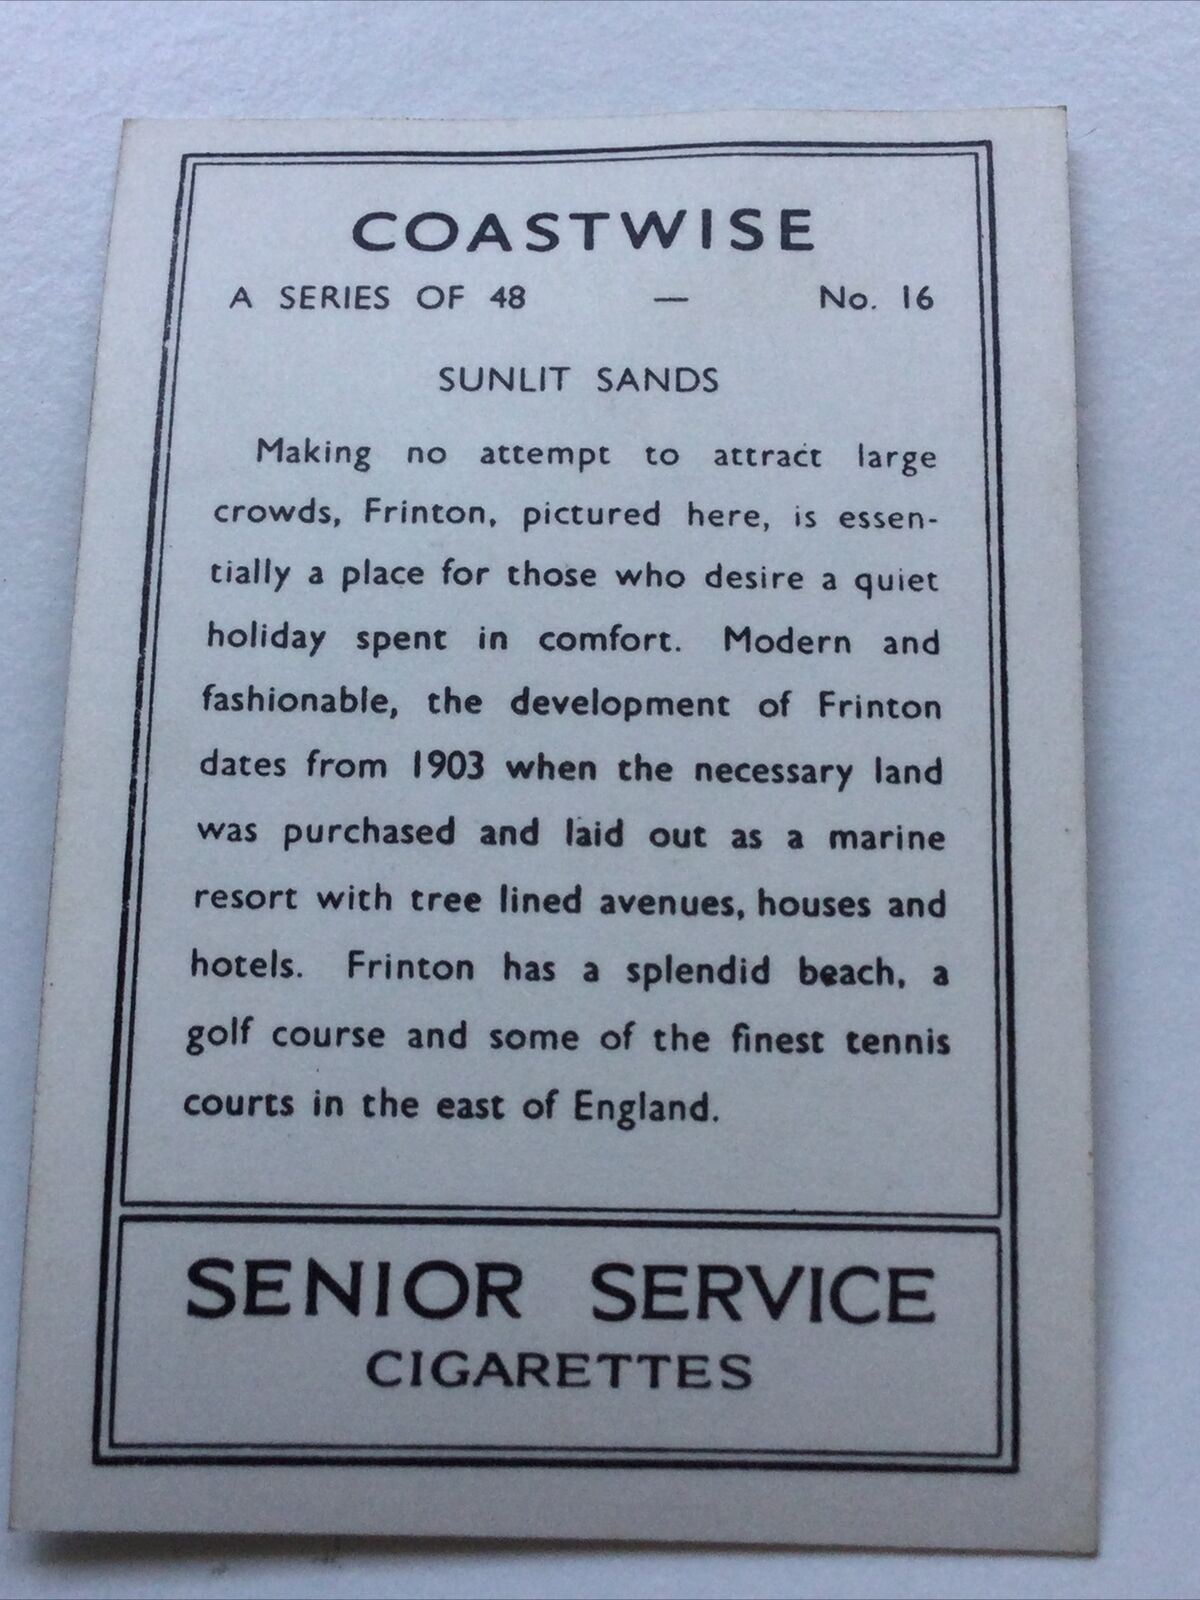 COASTWISE
A SERIES OF 48 — No. 16
SUNLIT SANDS
Making no attempt to attract large
crowds, Frinton, pictured here, is essen-
tially a place for those who desire a quiet
holiday spent in comfort. Modern and
fashionable, the development of Frinton
dates from 1903 when the necessary land
was purchased and laid out as a marine
resort with tree lined avenues, houses and
hotels. Frinton has a splendid beach, a
golf course and some of the finest tennis
courts in the east of England.
SENIOR SERVICE
CIGARETTES